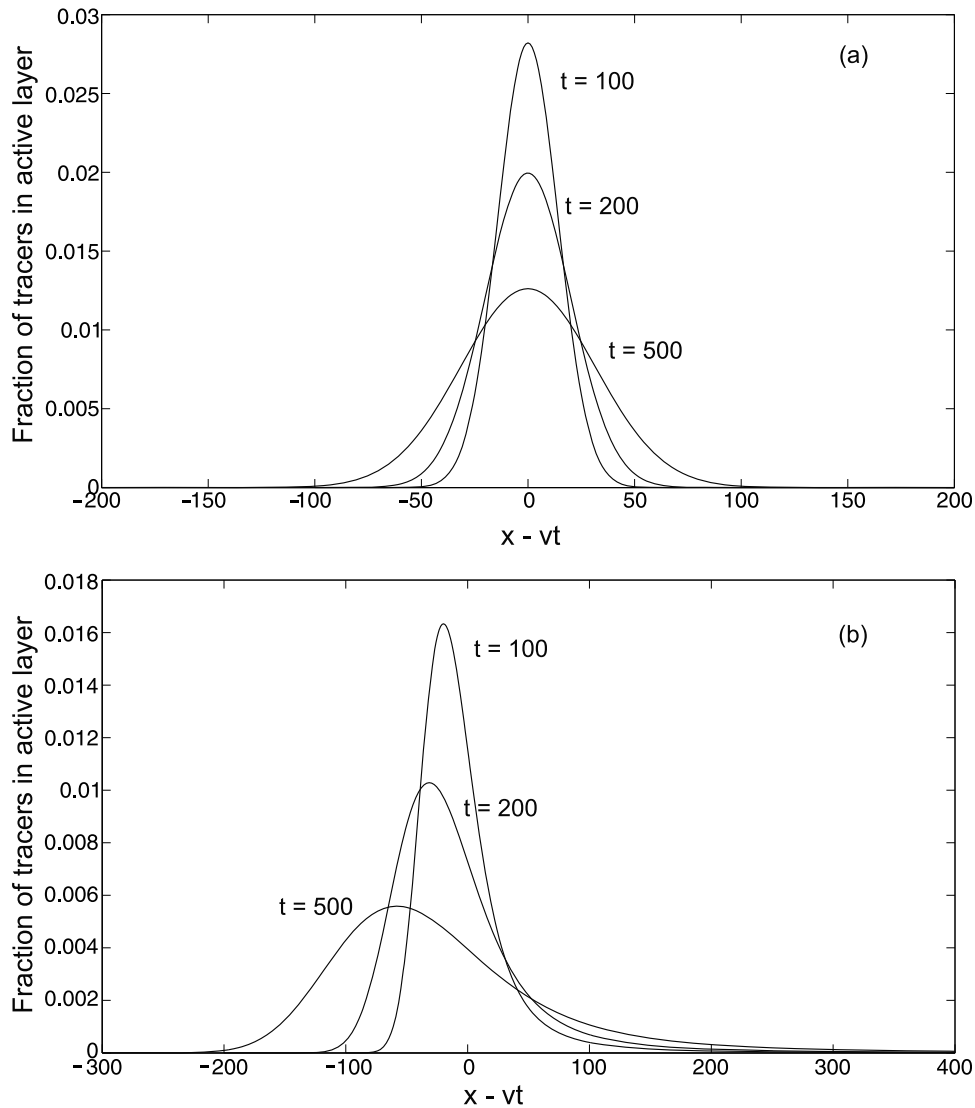 0.03
(a)
t = 100
0.025
0.02
t = 200
0.015
0.01
t = 500
0.005
0
Fraction of tracers in active layer
−200 −150 −100 −50 0 50 100 150 200
x - vt
0.018
(b)
0.016
t = 100
0.014
0.012
0.01
t = 200
0.008
0.006
t = 500
0.004
0.002
0
Fraction of tracers in active layer
−300 −200 −100 0 100 200 300 400
x - vt